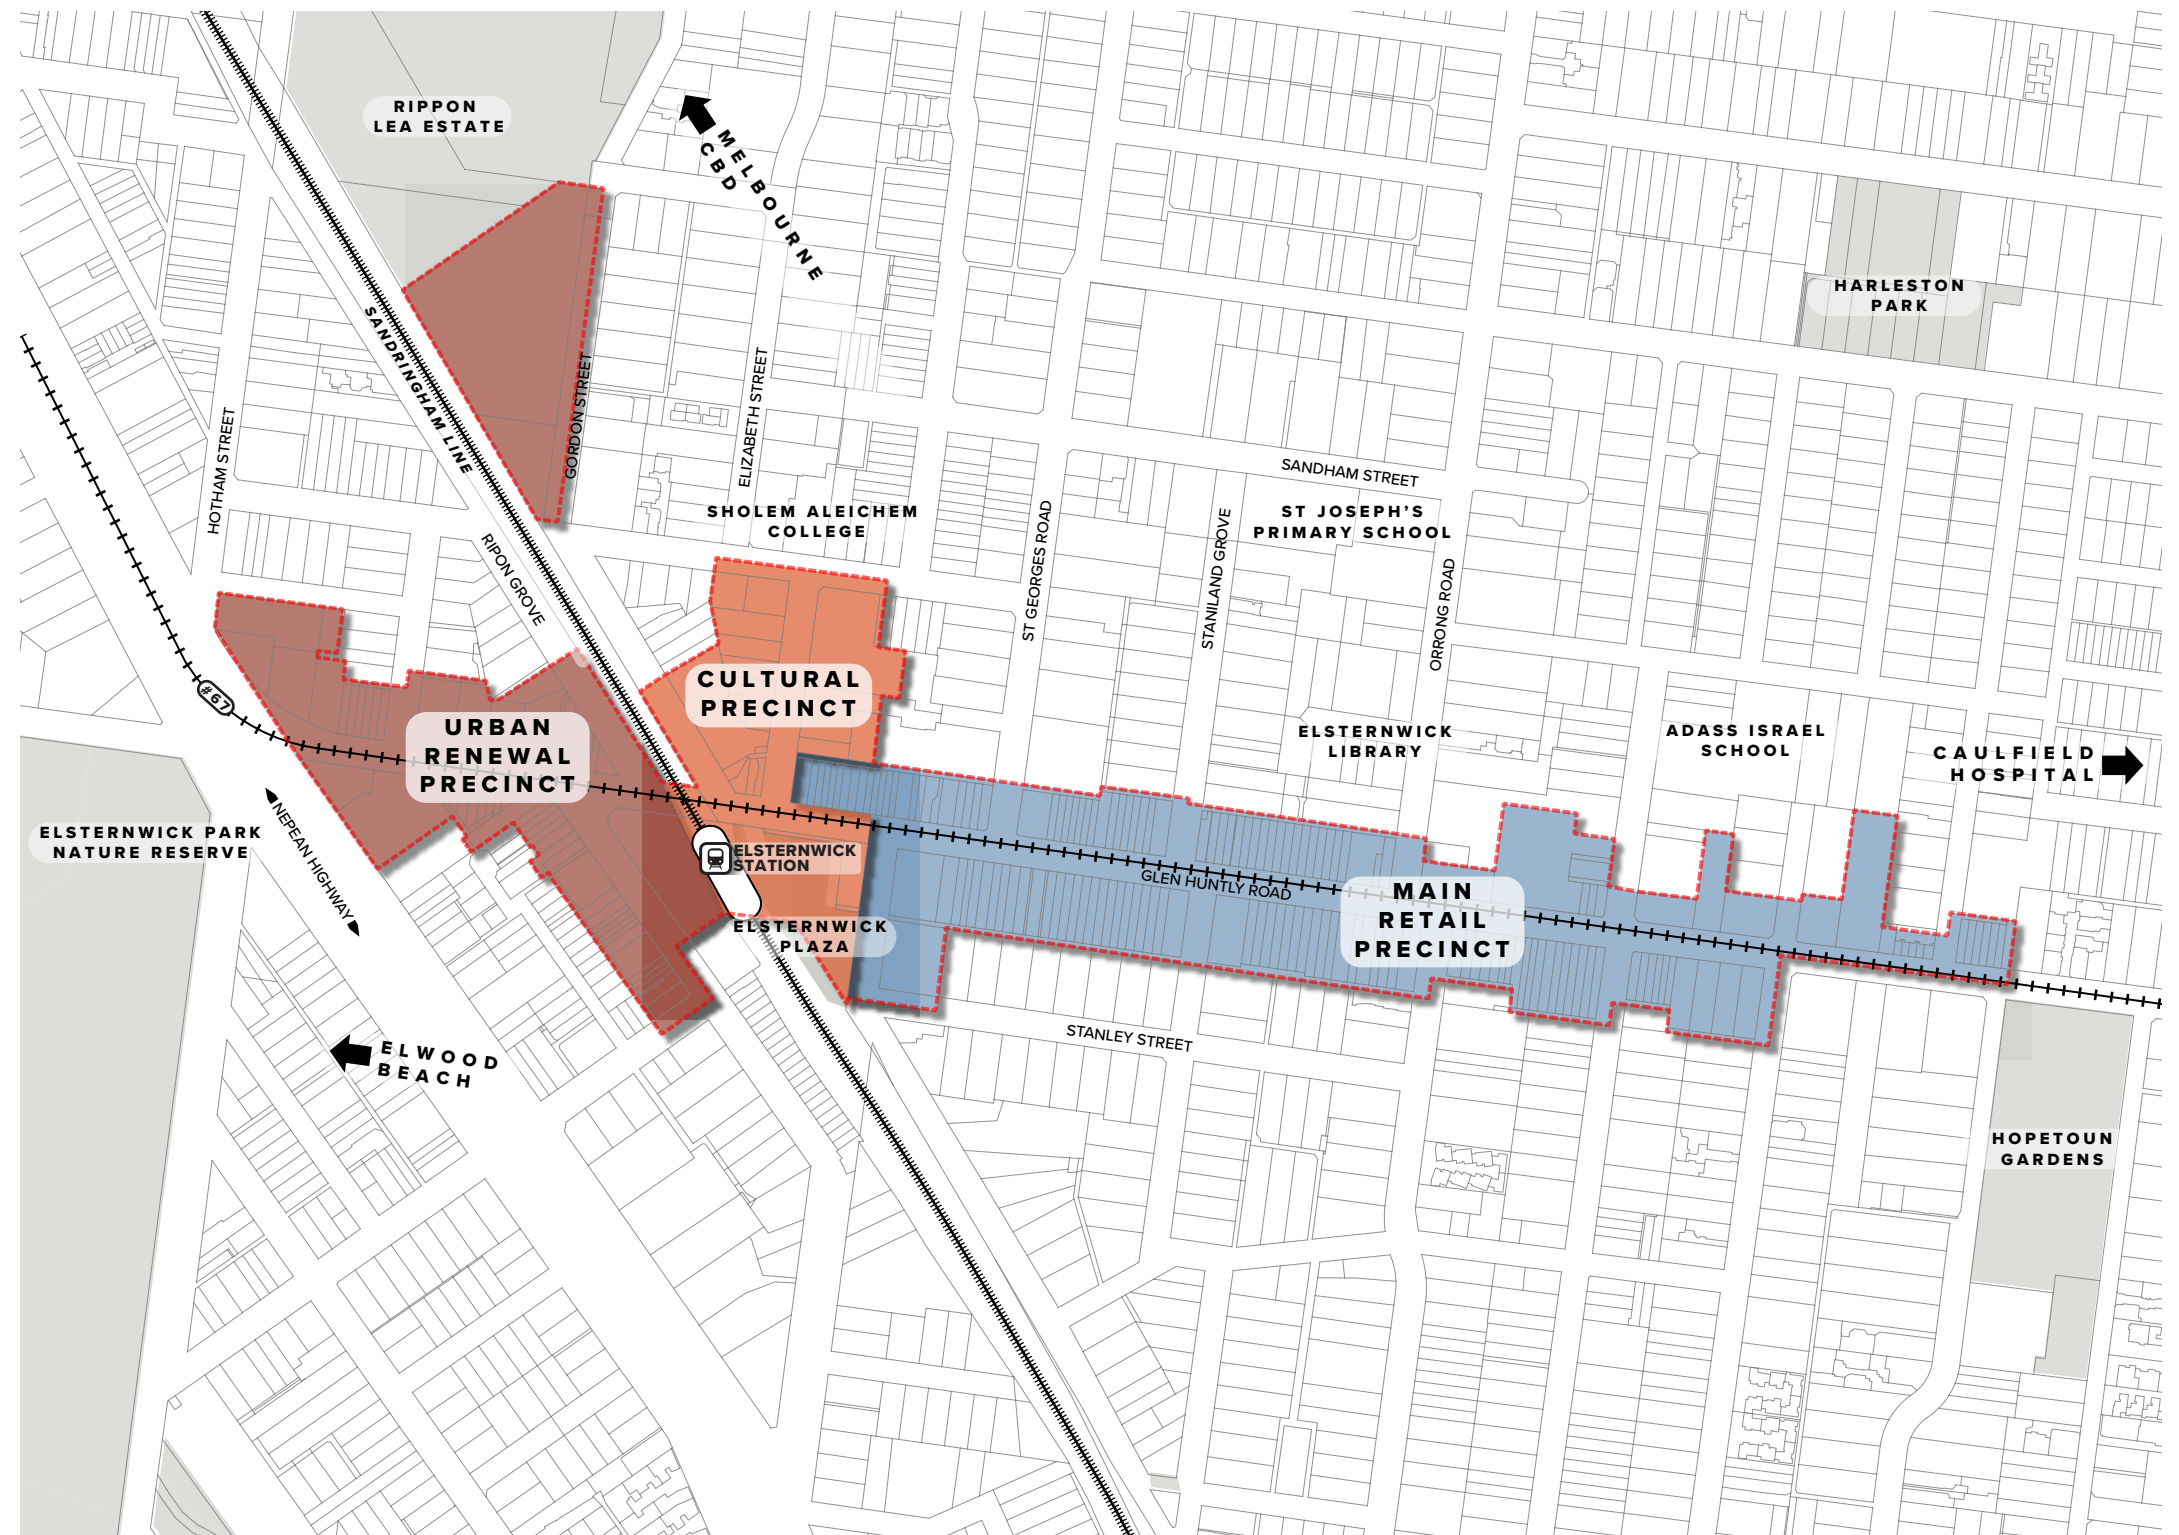 RIPPON
LEA ESTATE
MELBOURNE
CBD
HARLESTON
PARK
SANDRINGHAM LINE
GORDON STREET
ELIZABETH STREET
HOTHAM STREET
SANDHAM STREET
SHOLEM ALEICHEM
COLLEGE
ST JOSEPH'S
PRIMARY SCHOOL
RIPON GROVE
ST GEORGES ROAD
STANILAND GROVE
ORRONG ROAD
#67
CULTURAL
PRECINCT
URBAN
RENEWAL
PRECINCT
ELSTERNWICK
LIBRARY
ADASS ISRAEL
SCHOOL
CAULFIELD
HOSPITAL
ELSTERNWICK PARK
NATURE RESERVE
NEPEAN HIGHWAY
ELSTERNWICK
STATION
GLEN HUNTLY ROAD
MAIN
RETAIL
PRECINCT
ELSTERNWICK
PLAZA
STANLEY STREET
ELWOOD
BEACH
HOPETOUN
GARDENS